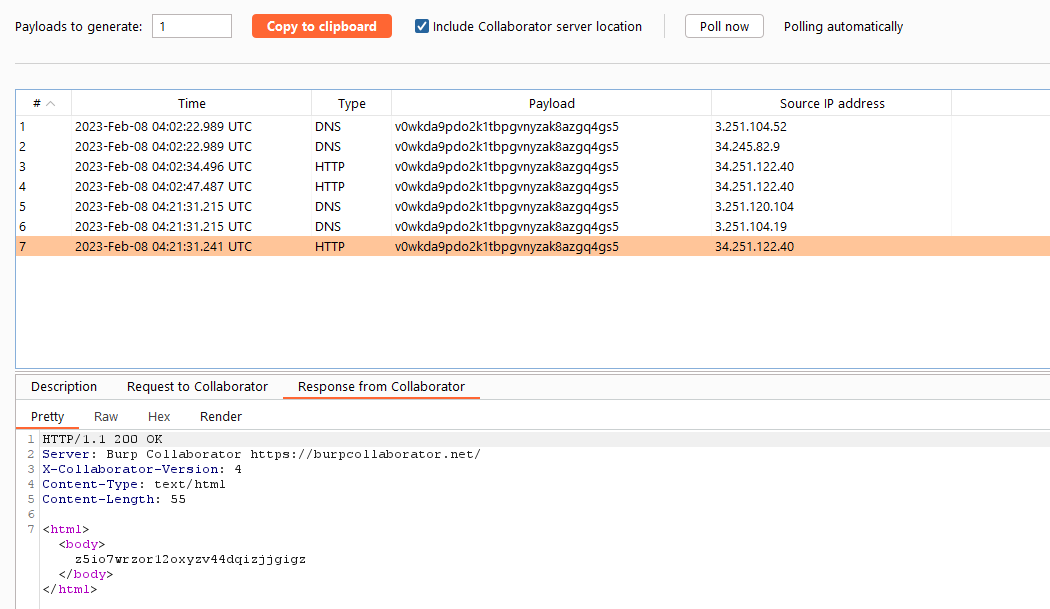 Payloads to generate: 1 Copy to clipboard Include Collaborator server location Poll now Polling automatically
# Time Type Payload Source IP address
1 2023-Feb-08 04:02:22.989 UTC DNS v0wkda9pdo2k1tbpgvnyzak8azgq4gs5 3.251.104.52
2 2023-Feb-08 04:02:22.989 UTC DNS v0wkda9pdo2k1tbpgvnyzak8azgq4gs5 34.245.82.9
3 2023-Feb-08 04:02:34.496 UTC HTTP v0wkda9pdo2k1tbpgvnyzak8azgq4gs5 34.251.122.40
4 2023-Feb-08 04:02:47.487 UTC HTTP v0wkda9pdo2k1tbpgvnyzak8azgq4gs5 34.251.122.40
5 2023-Feb-08 04:21:31.215 UTC DNS v0wkda9pdo2k1tbpgvnyzak8azgq4gs5 3.251.120.104
6 2023-Feb-08 04:21:31.215 UTC DNS v0wkda9pdo2k1tbpgvnyzak8azgq4gs5 3.251.104.19
7 2023-Feb-08 04:21:31.241 UTC HTTP v0wkda9pdo2k1tbpgvnyzak8azgq4gs5 34.251.122.40
Description Request to Collaborator Response from Collaborator
Pretty Raw Hex Render
1 HTTP/1.1 200 OK
2 Server: Burp Collaborator https://burpcollaborator.net/
3 X-Collaborator-Version: 4
4 Content-Type: text/html
5 Content-Length: 55
6
7 <html>
<body>
z5io7wrzor12oxyzv44dqizjjgigz
</body>
</html>